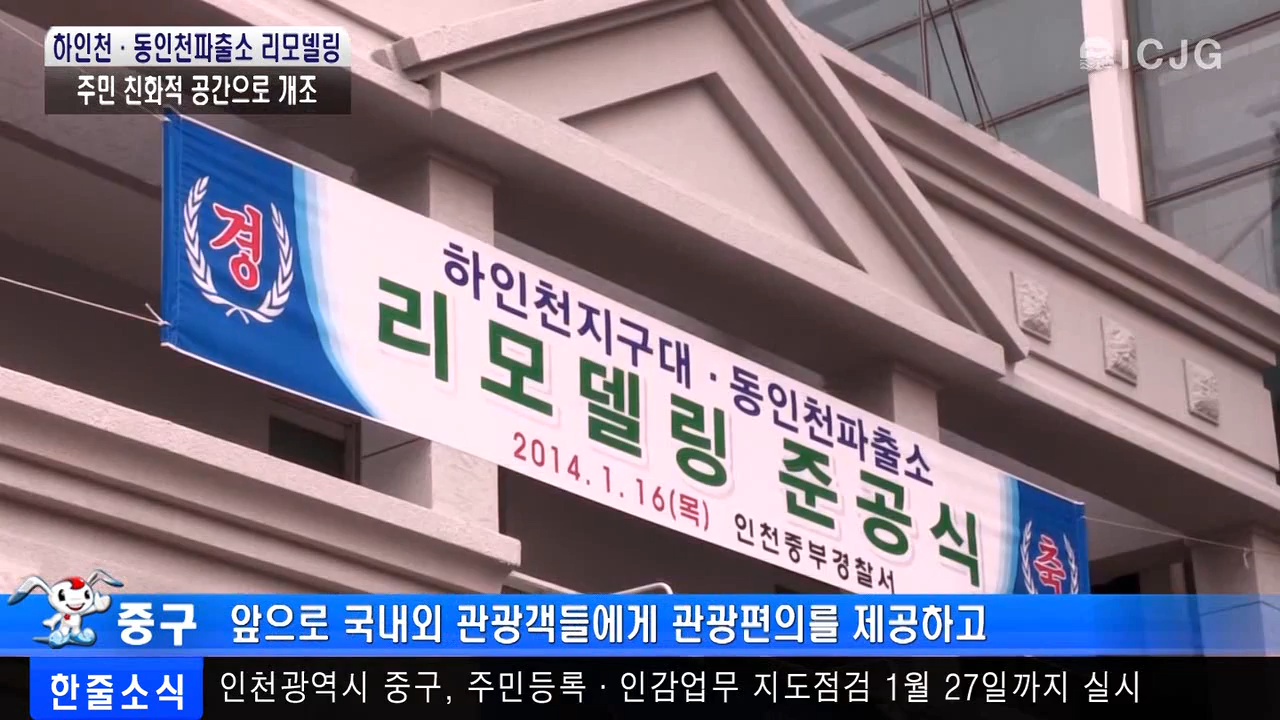 하인천 · 동인천파출소 리모델링
주민 친화적 공간으로 개조
ICJG
경
하인천지구대 · 동인천파출소
리모델링 준공식
2014.1.16(목)
인천중부경찰서
축
중구 앞으로 국내외 관광객들에게 관광편의를 제공하고
한줄소식 인천광역시 중구, 주민등록 · 인감업무 지도점검 1월 27일까지 실시